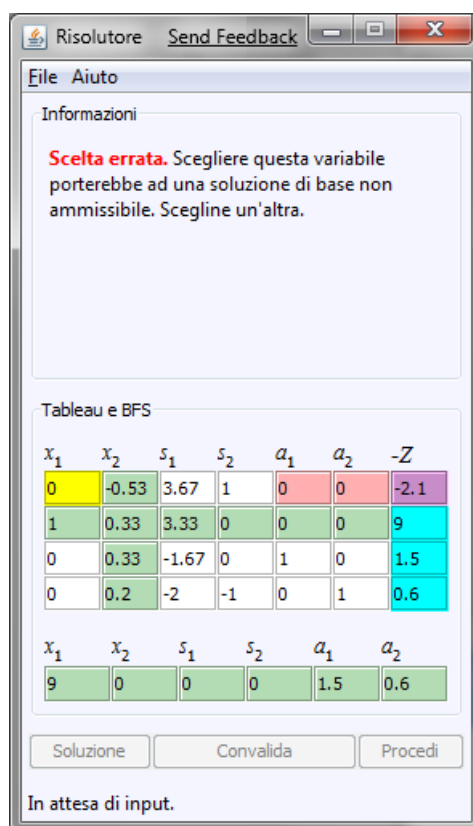 Risolutore Send Feedback
File Aiuto
Informazioni
Scelta errata. Scegliere questa variabile
porterebbe ad una soluzione di base non
ammissibile. Scegline un'altra.
Tableau e BFS
x1 x2 s1 s2 a1 a2 -Z
0 -0.53 3.67 1 0 0 -2.1
1 0.33 3.33 0 0 0 9
0 0.33 -1.67 0 1 0 1.5
0 0.2 -2 -1 0 1 0.6
x1 x2 s1 s2 a1 a2
9 0 0 0 1.5 0.6
Soluzione Convalida Procedi
In attesa di input.